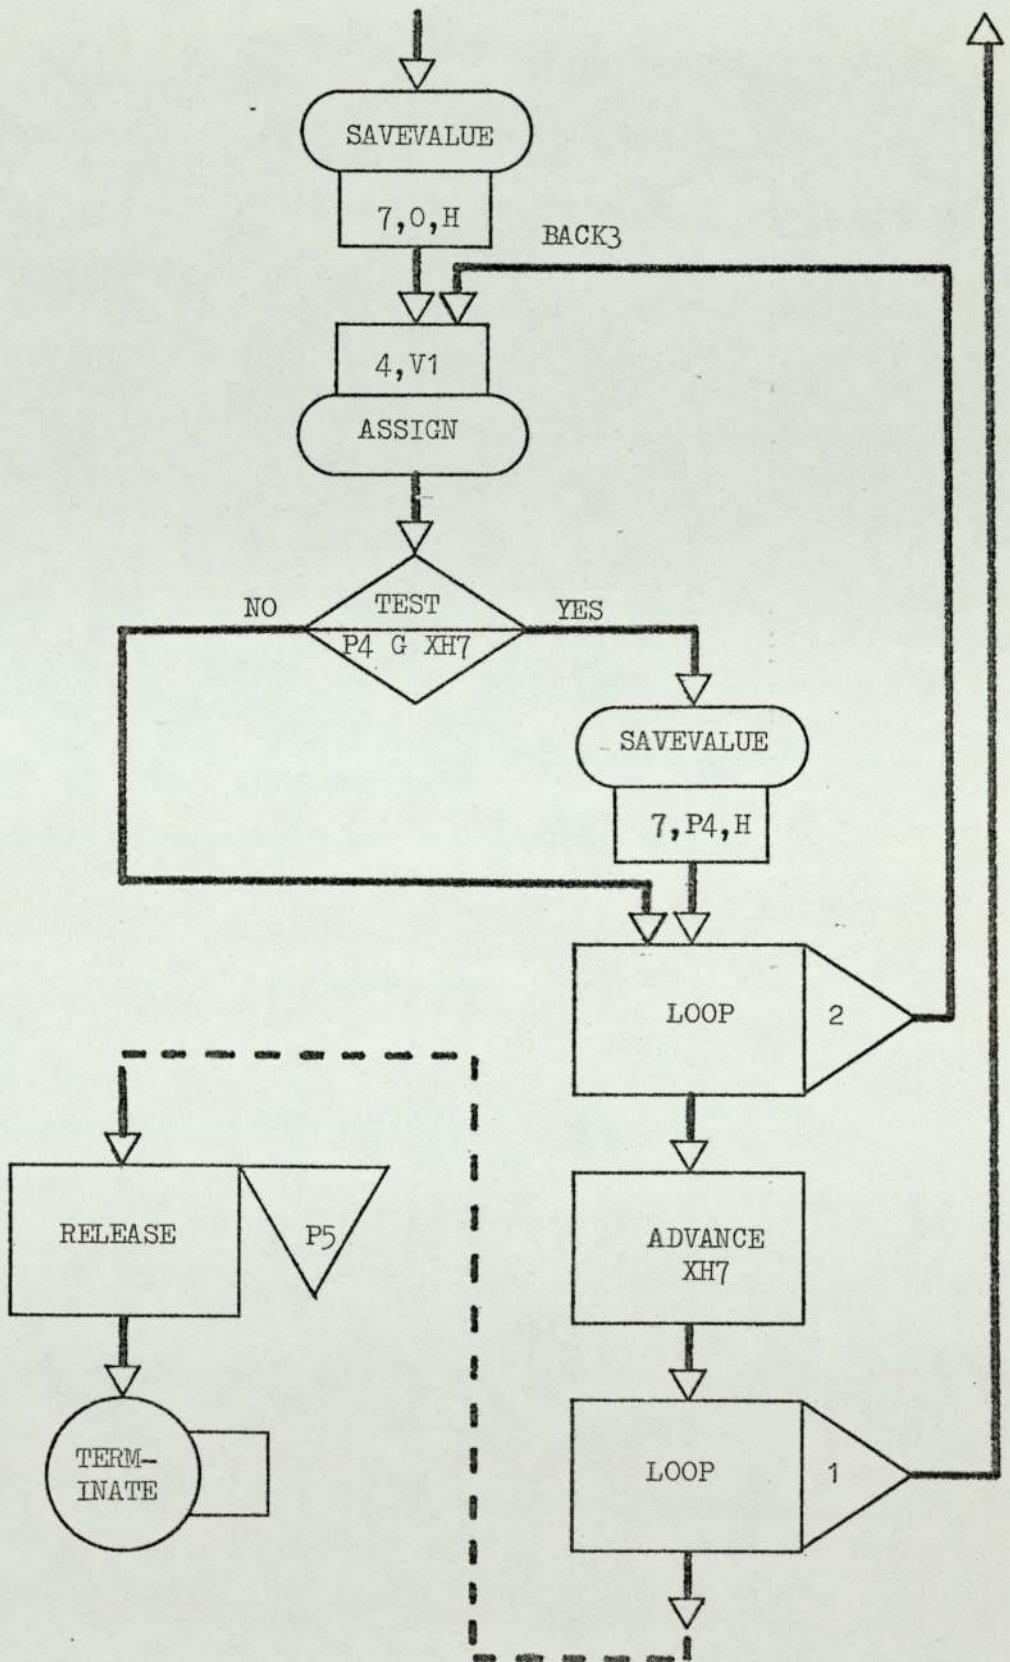 SAVEVALUE
7,0,H
BACK3
4,V1
ASSIGN
NO
TEST
YES
P4 G XH7
SAVEVALUE
7,P4,H
LOOP
2
RELEASE
P5
ADVANCE
XH7
TERM-
INATE
LOOP
1